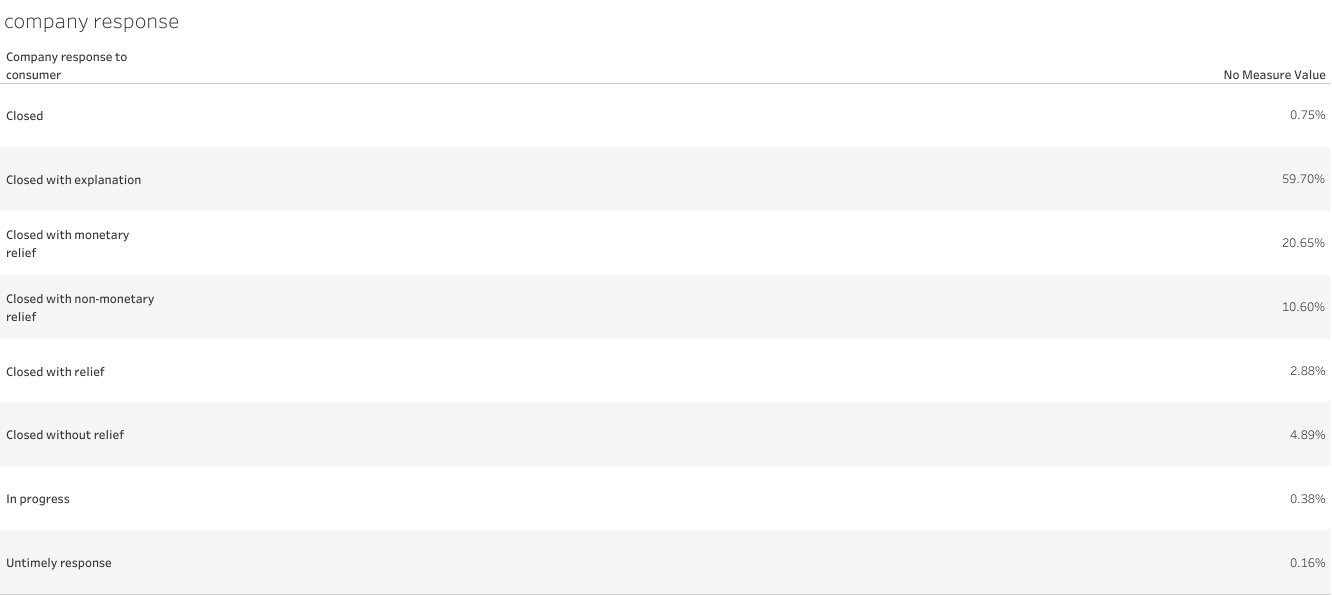 company response
Company response to
consumer
No Measure Value
Closed
0.75%
Closed with explanation
59.70%
Closed with monetary
relief
20.65%
Closed with non-monetary
relief
10.60%
Closed with relief
2.88%
Closed without relief
4.89%
In progress
0.38%
Untimely response
0.16%